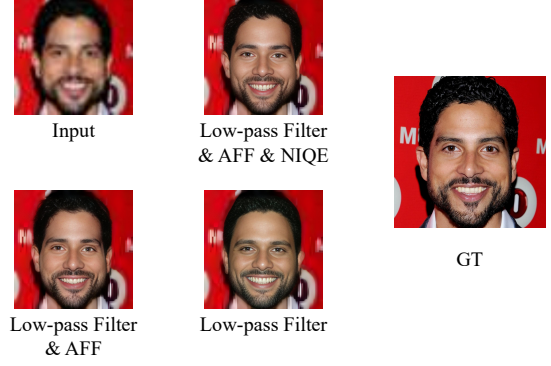 Input
Low-pass Filter
& AFF & NIQE
GT
Low-pass Filter
& AFF
Low-pass Filter